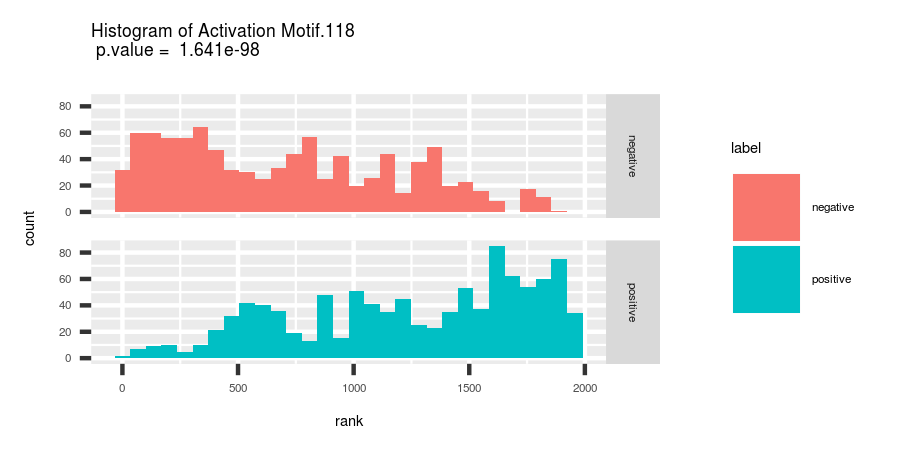 Histogram of Activation Motif.118
p.value =  1.641e-98
count
80
60
40
20
0
negative
80
60
40
20
0
positive
0
500
1000
1500
2000
rank
label
negative
positive